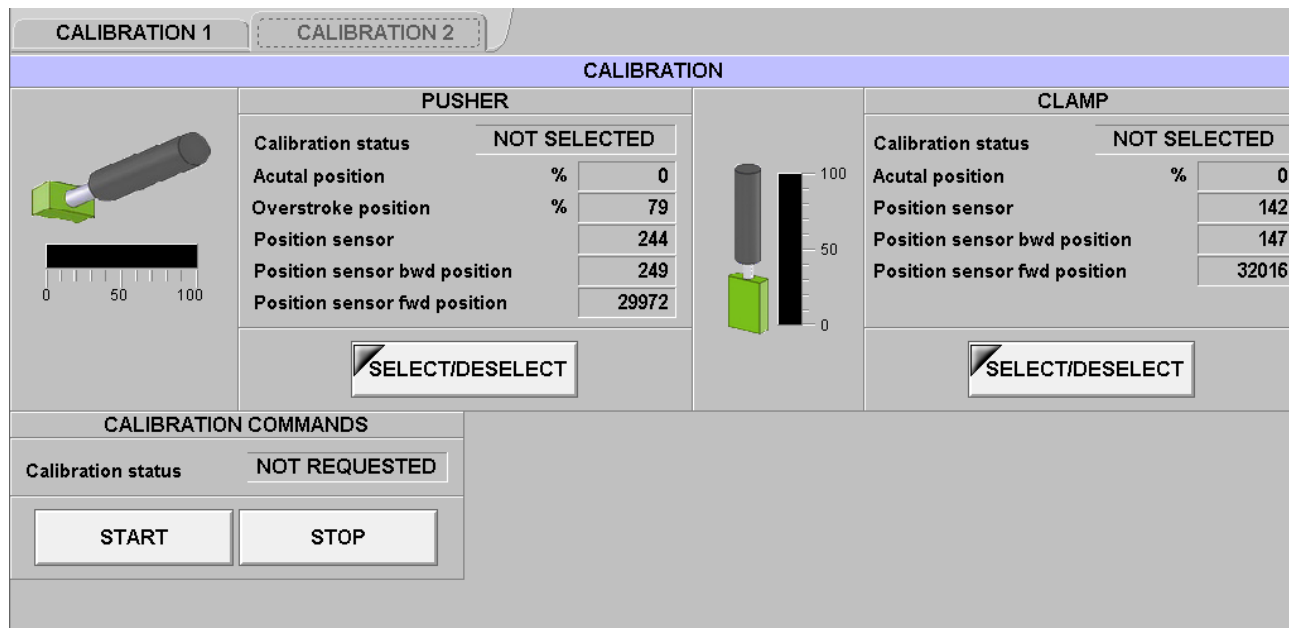 CALIBRATION 1 CALIBRATION 2
CALIBRATION
PUSHER
Calibration status NOT SELECTED
Acutal position % 0
Overstroke position % 79
Position sensor 244
Position sensor bwd position 249
Position sensor fwd position 29972
0 50 100
SELECT/DESELECT
CLAMP
100
50
0
Calibration status NOT SELECTED
Acutal position % 0
Position sensor 142
Position sensor bwd position 147
Position sensor fwd position 32016
SELECT/DESELECT
CALIBRATION COMMANDS
Calibration status NOT REQUESTED
START STOP